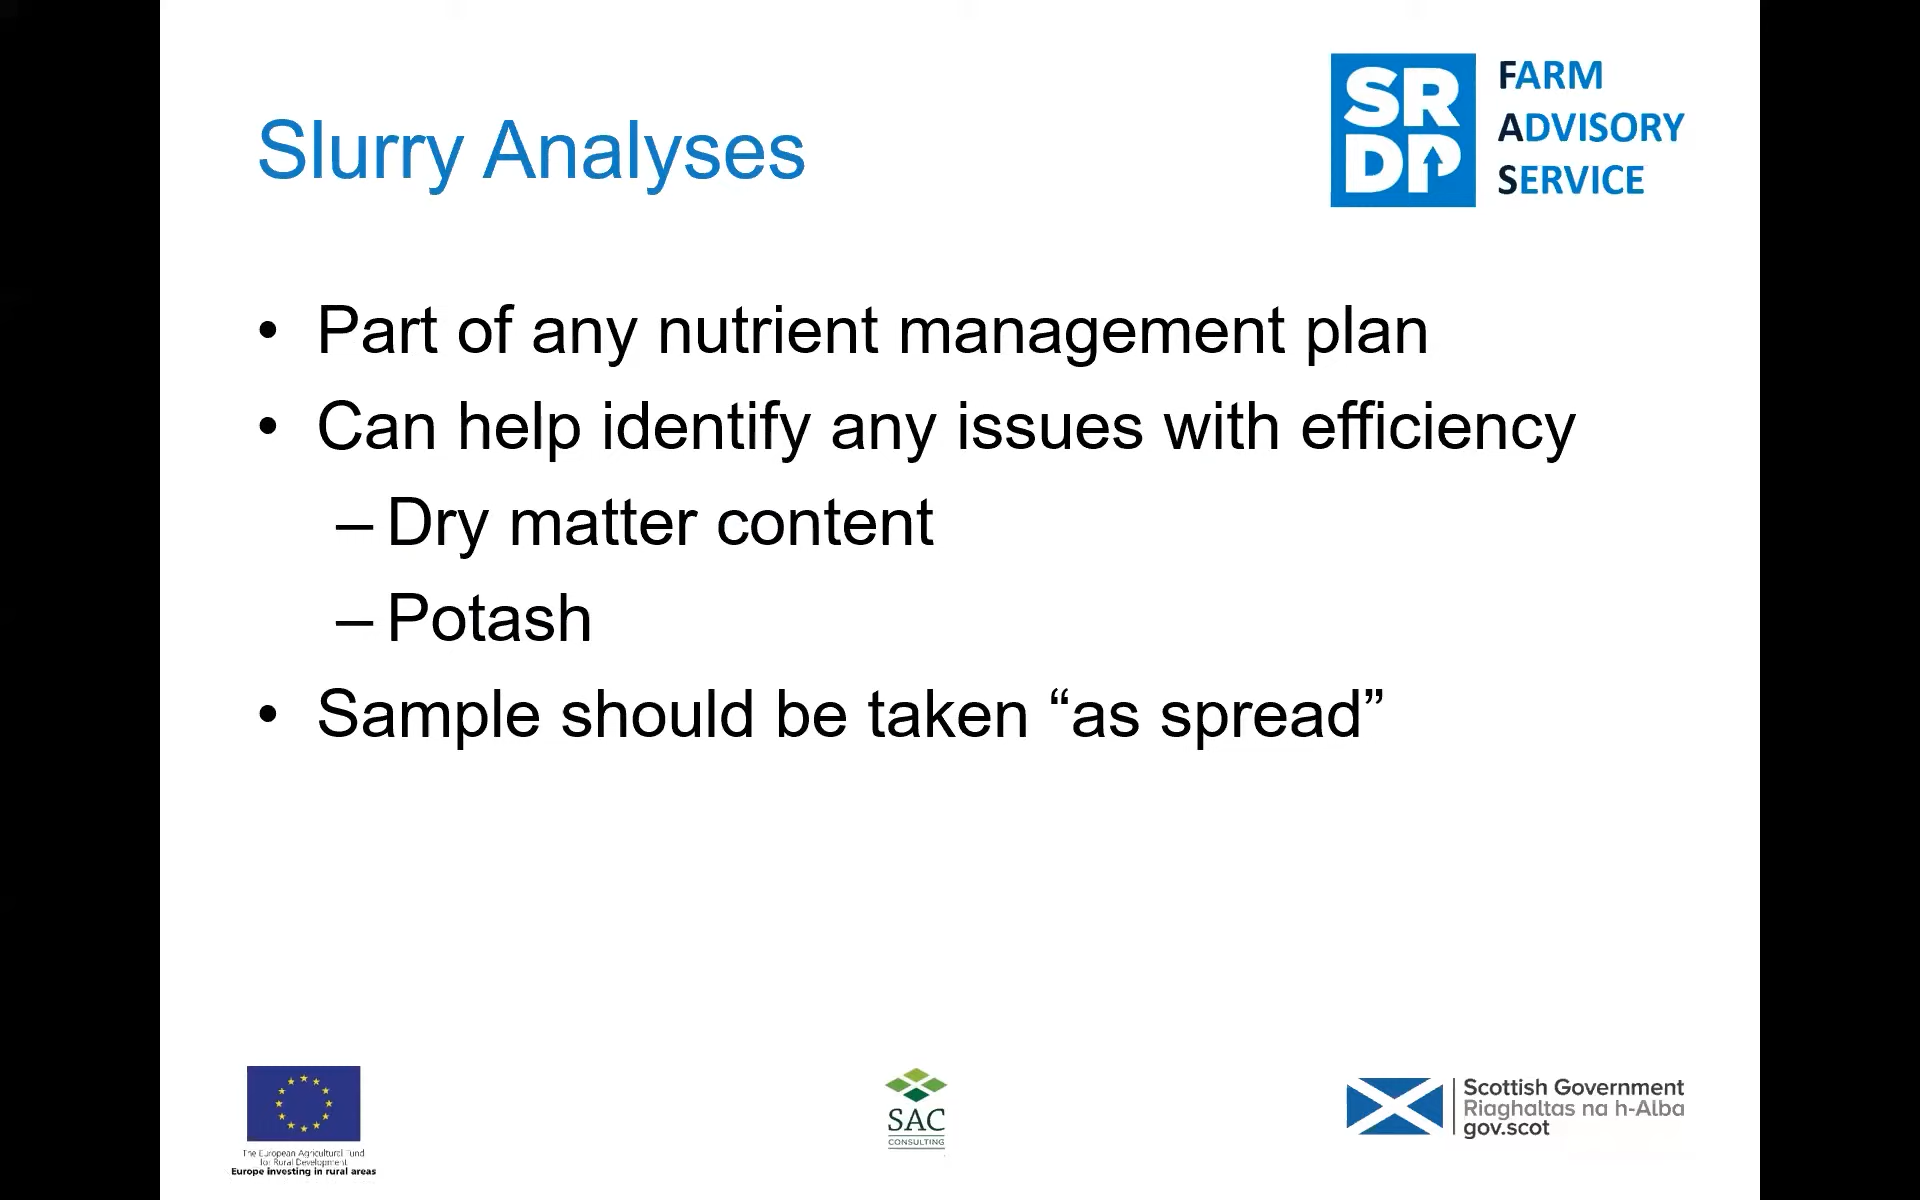 SR
DP
FARM
ADVISORY
SERVICE
Slurry Analyses
• Part of any nutrient management plan
• Can help identify any issues with efficiency
– Dry matter content
– Potash
• Sample should be taken “as spread”
The European Agricultural Fund
for Rural Development
Europe investing in rural areas
SAC
CONSULTING
Scottish Government
Riaghaltas na h-Alba
gov.scot